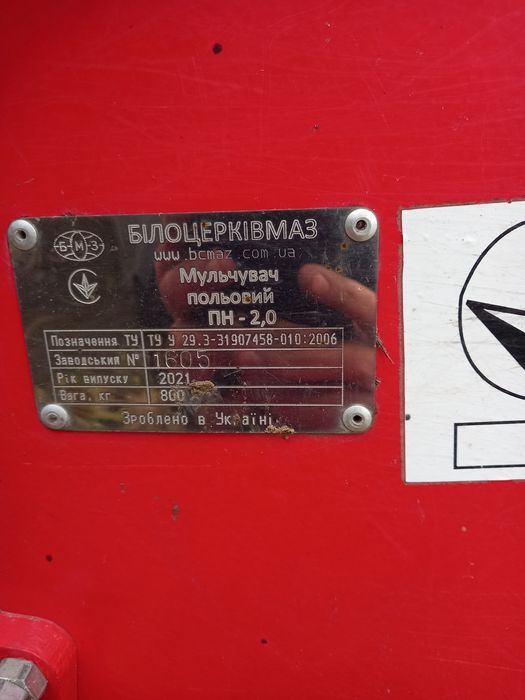 БМЗ
БІЛОЦЕРКІВМАЗ
www.bcmaz.com.ua
Мульчувач
польовий
ПН - 2,0
Позначення ТУ ТУ У 29.3-31907458-010:2006
Заводський № 1605
Рік випуску 2021
Вага, кг 800
Зроблено в Україні